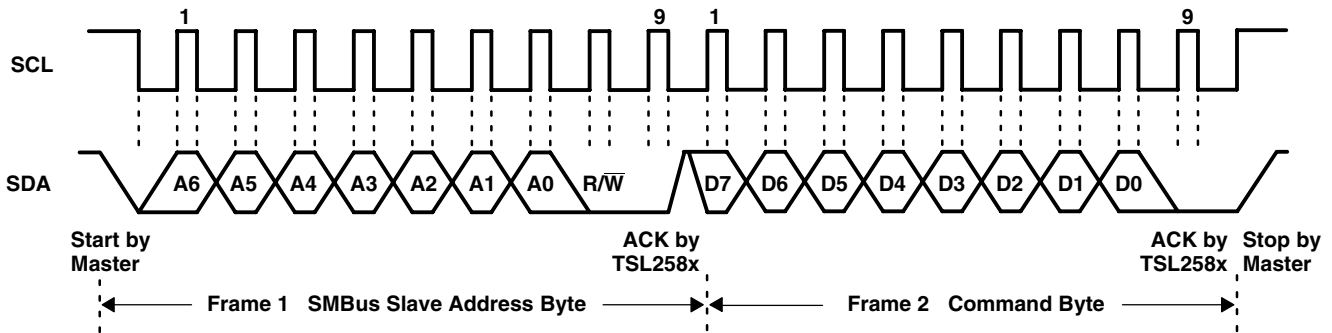 1 9 1 9
SCL
SDA A6 A5 A4 A3 A2 A1 A0 R/W̅ D7 D6 D5 D4 D3 D2 D1 D0
Start by
Master
ACK by
TSL258x
ACK by
TSL258x
Stop by
Master
Frame 1 SMBus Slave Address Byte
Frame 2 Command Byte